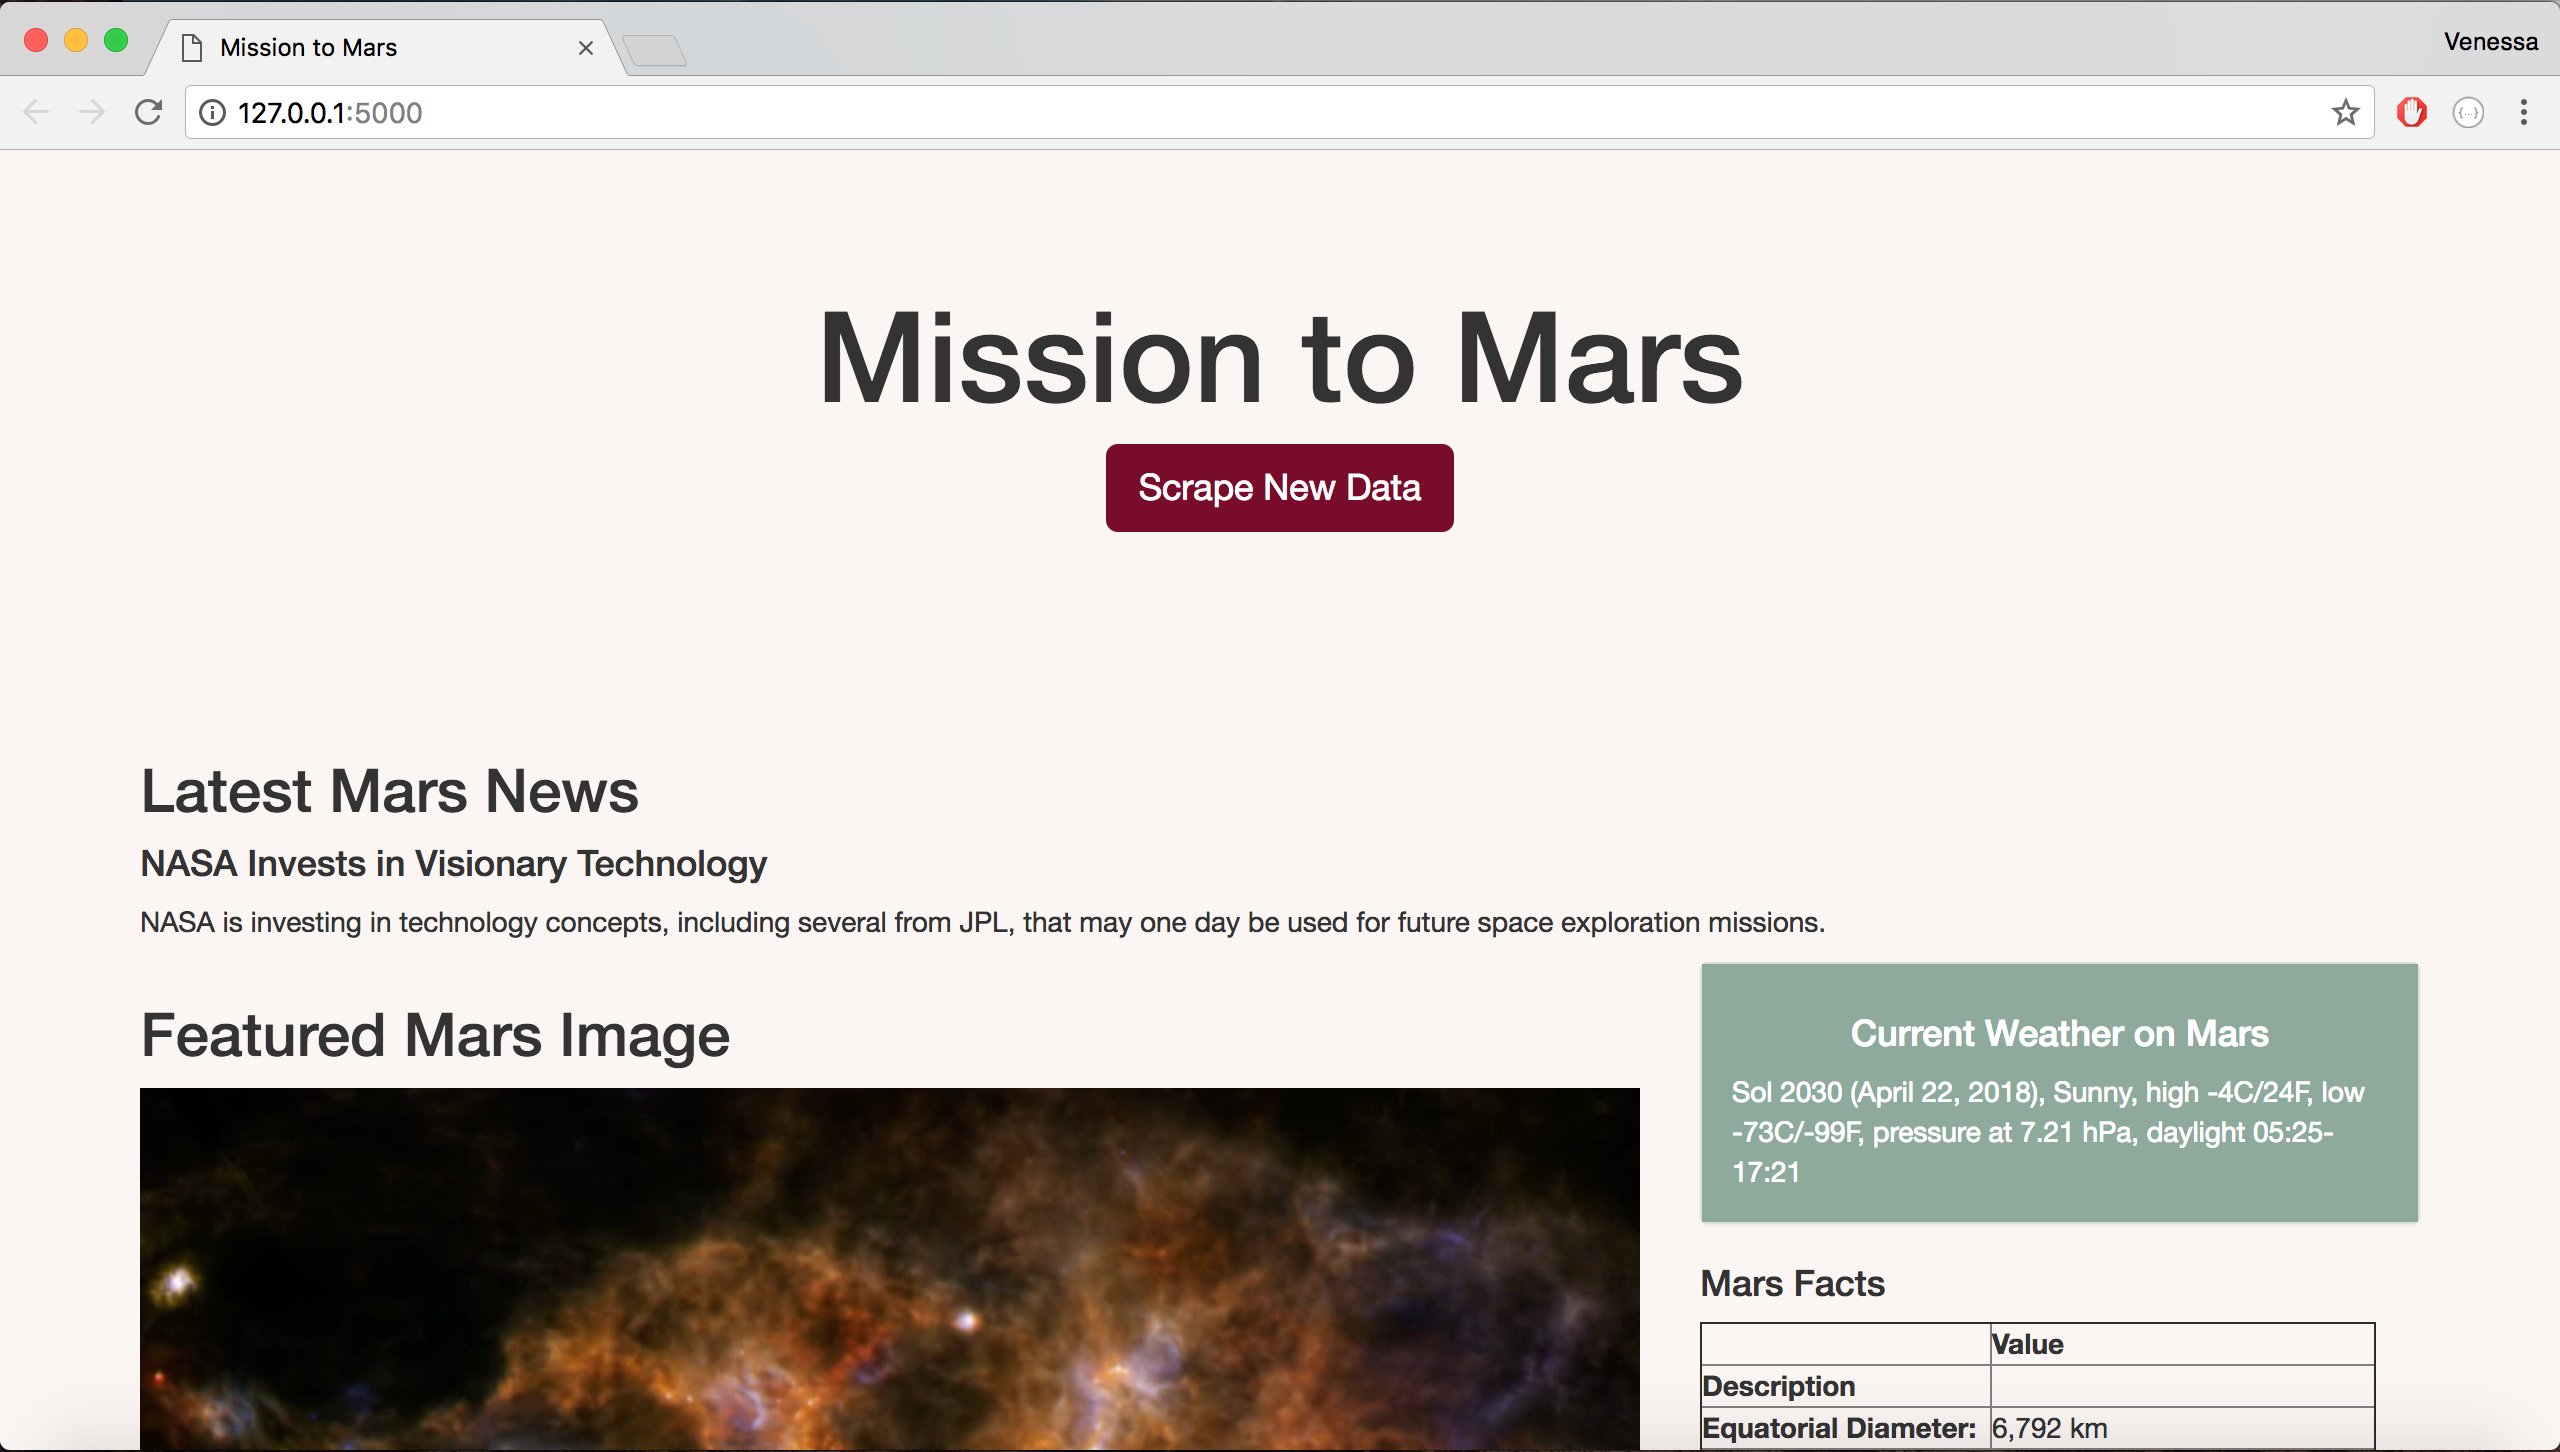 Mission to Mars
Venessa
127.0.0.1:5000
Mission to Mars
Scrape New Data
Latest Mars News
NASA Invests in Visionary Technology
NASA is investing in technology concepts, including several from JPL, that may one day be used for future space exploration missions.
Featured Mars Image
Current Weather on Mars
Sol 2030 (April 22, 2018), Sunny, high -4C/24F, low
-73C/-99F, pressure at 7.21 hPa, daylight 05:25-
17:21
Mars Facts
Value
Description
Equatorial Diameter: 6,792 km